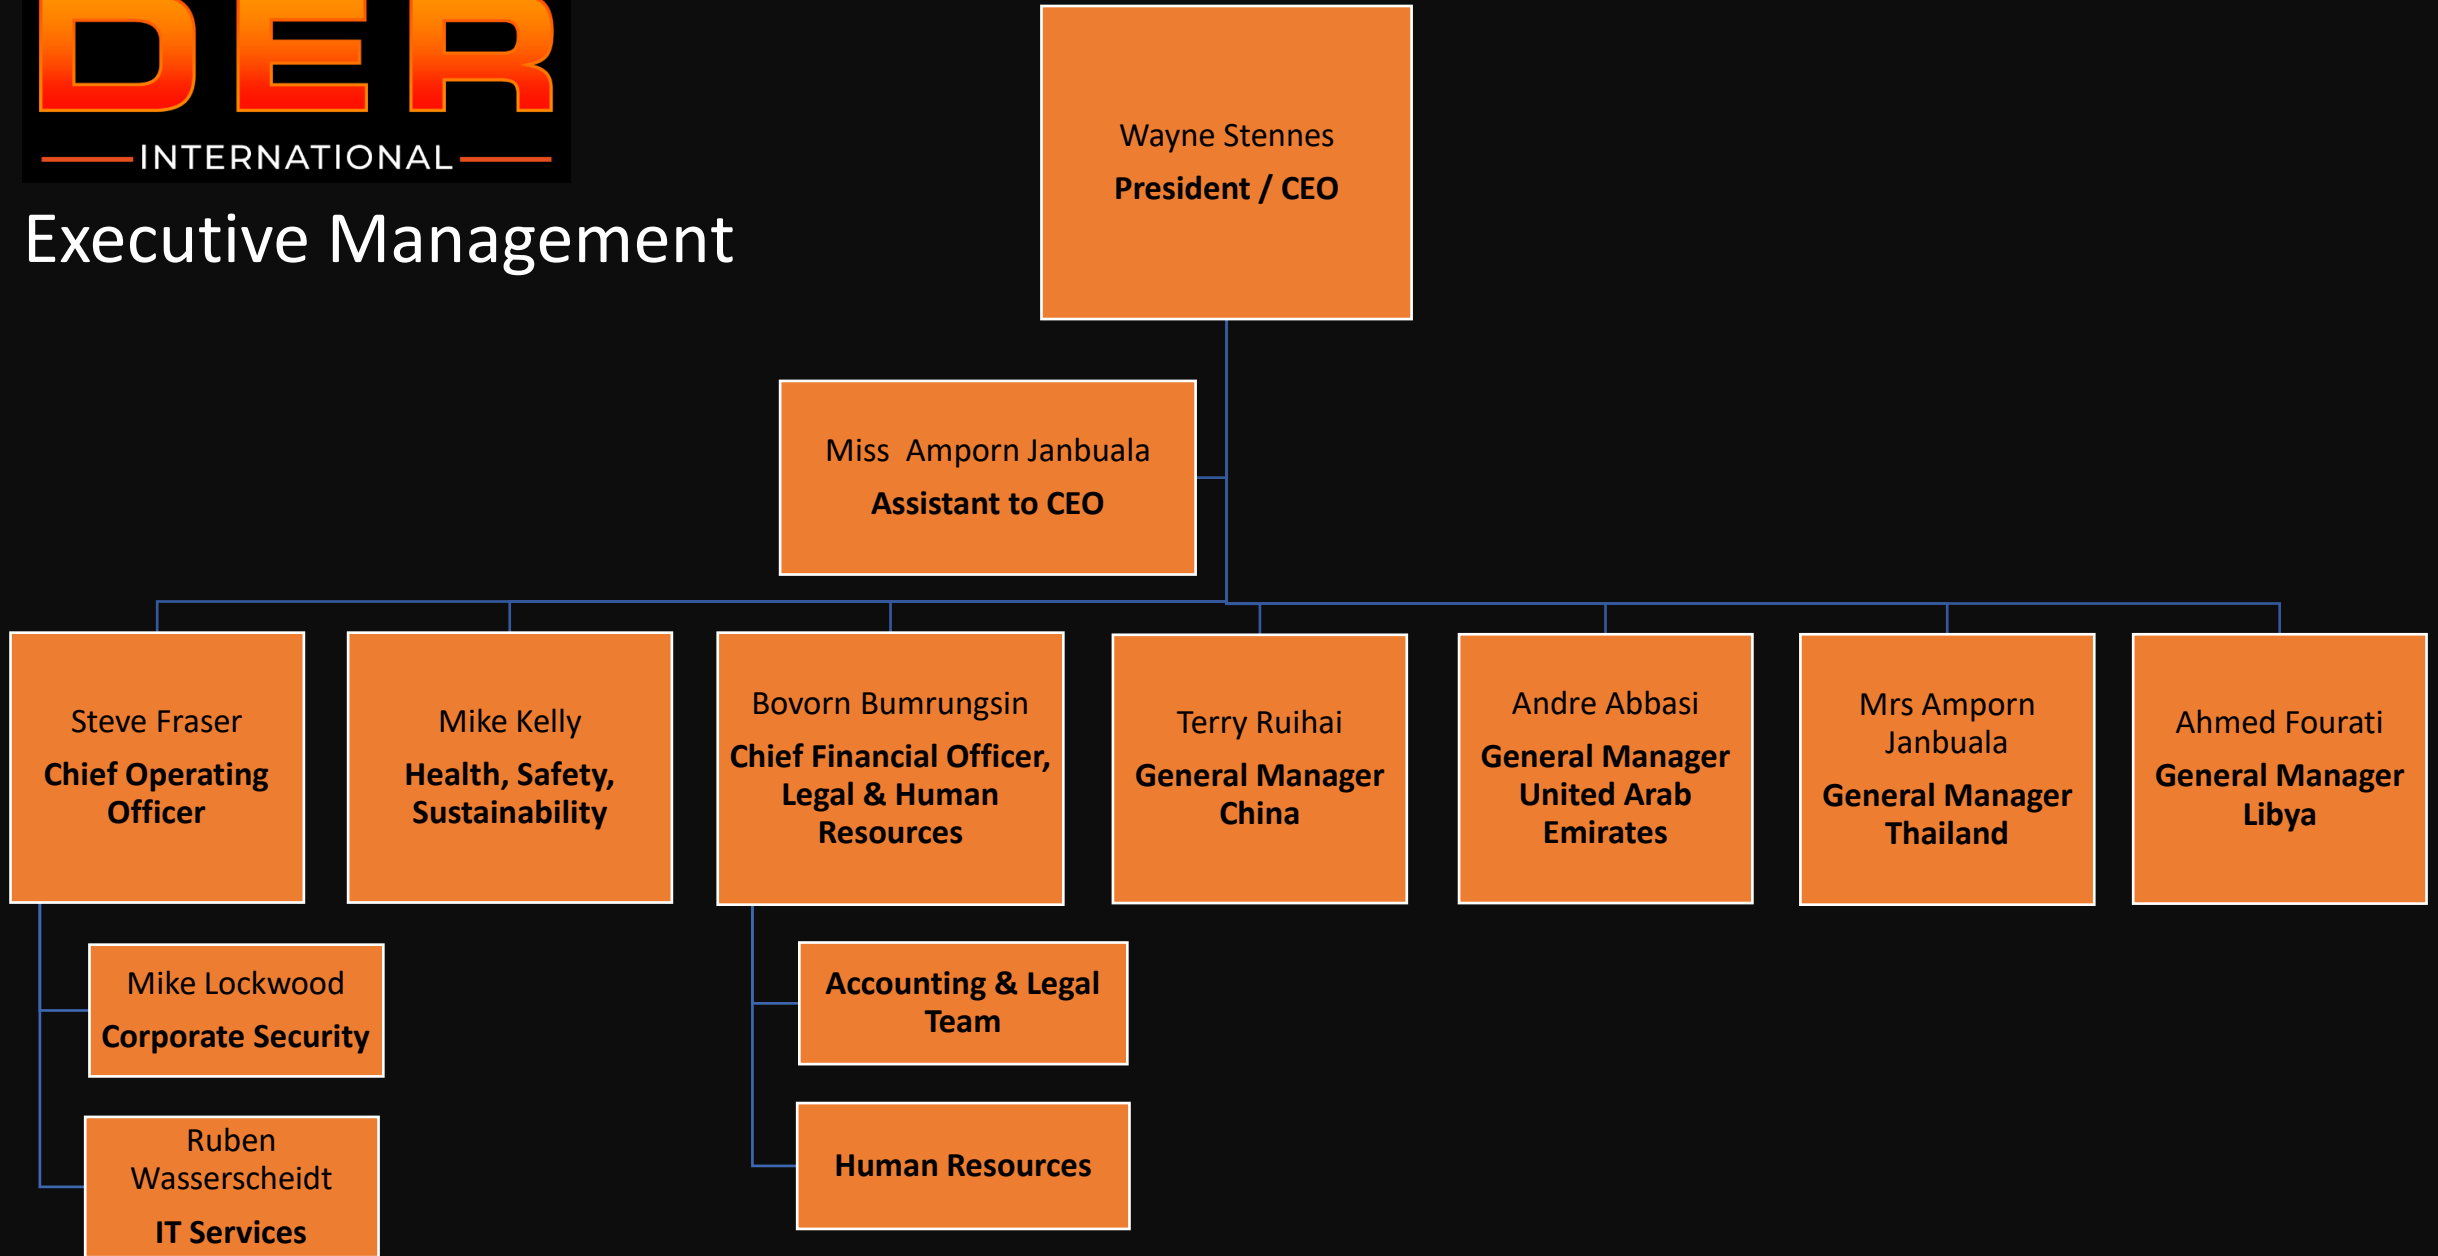 DER
INTERNATIONAL
Executive Management
Wayne Stennes
President / CEO
Miss  Amporn Janbuala
Assistant to CEO
Steve Fraser
Chief Operating
Officer
Mike Kelly
Health, Safety,
Sustainability
Bovorn Bumrungsin
Chief Financial Officer,
Legal & Human
Resources
Terry Ruihai
General Manager
China
Andre Abbasi
General Manager
United Arab
Emirates
Mrs Amporn
Janbuala
General Manager
Thailand
Ahmed Fourati
General Manager
Libya
Mike Lockwood
Corporate Security
Ruben
Wasserscheidt
IT Services
Accounting & Legal
Team
Human Resources